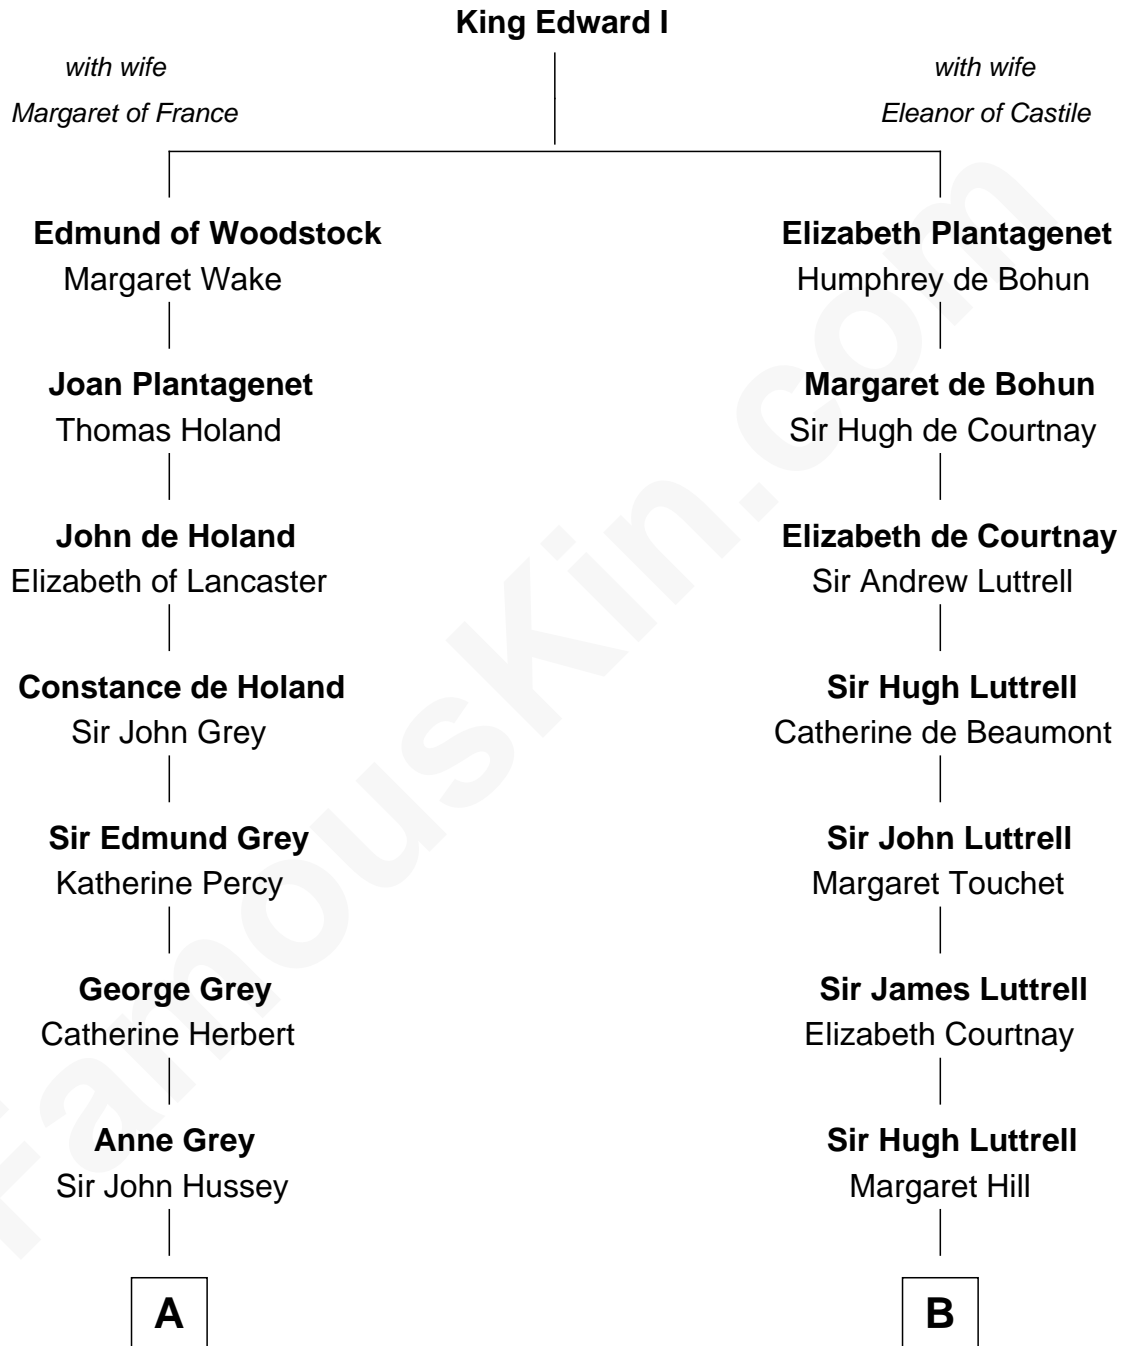 King Edward I
with wife
Margaret of France
with wife
Eleanor of Castile
Edmund of Woodstock
Margaret Wake
Elizabeth Plantagenet
Humphrey de Bohun
Joan Plantagenet
Thomas Holand
Margaret de Bohun
Sir Hugh de Courtnay
John de Holand
Elizabeth of Lancaster
Elizabeth de Courtnay
Sir Andrew Luttrell
Constance de Holand
Sir John Grey
Sir Hugh Luttrell
Catherine de Beaumont
Sir Edmund Grey
Katherine Percy
Sir John Luttrell
Margaret Touchet
George Grey
Catherine Herbert
Sir James Luttrell
Elizabeth Courtnay
Anne Grey
Sir John Hussey
Sir Hugh Luttrell
Margaret Hill
A
B
FamousKin.com